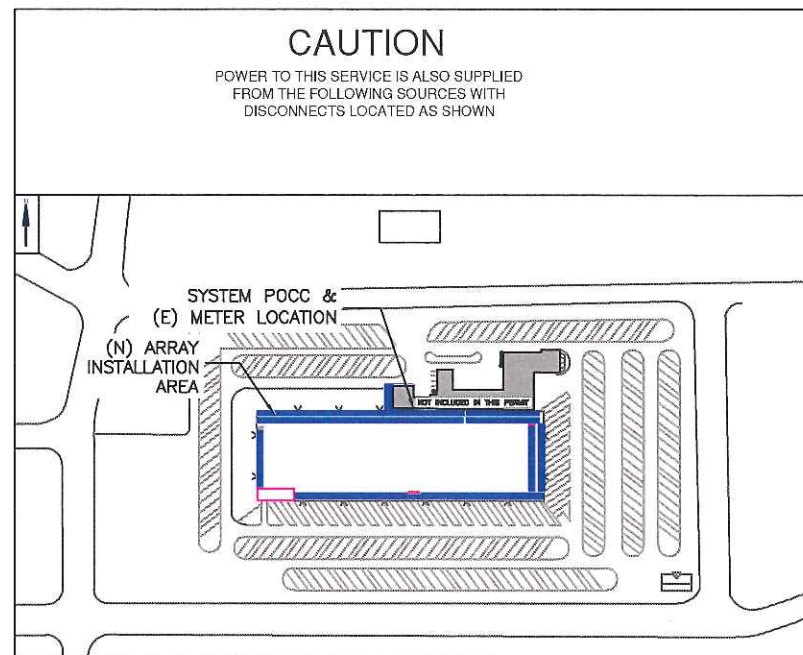 CAUTION
POWER TO THIS SERVICE IS ALSO SUPPLIED
FROM THE FOLLOWING SOURCES WITH
DISCONNECTS LOCATED AS SHOWN
SYSTEM POCC &
(E) METER LOCATION
(N) ARRAY
INSTALLATION
AREA
NOT INCLUDED IN THIS PERMIT